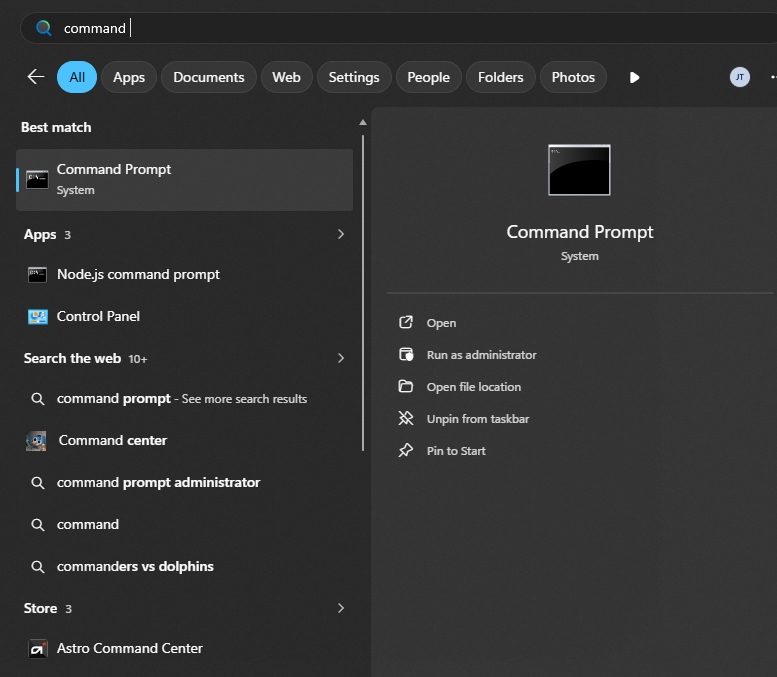 command
All Apps Documents Web Settings People Folders Photos JT
Best match
Command Prompt
System
Apps 3
Node.js command prompt
Control Panel
Search the web 10+
command prompt - See more search results
Command center
command prompt administrator
command
commanders vs dolphins
Store 3
Astro Command Center
Command Prompt
System
Open
Run as administrator
Open file location
Unpin from taskbar
Pin to Start